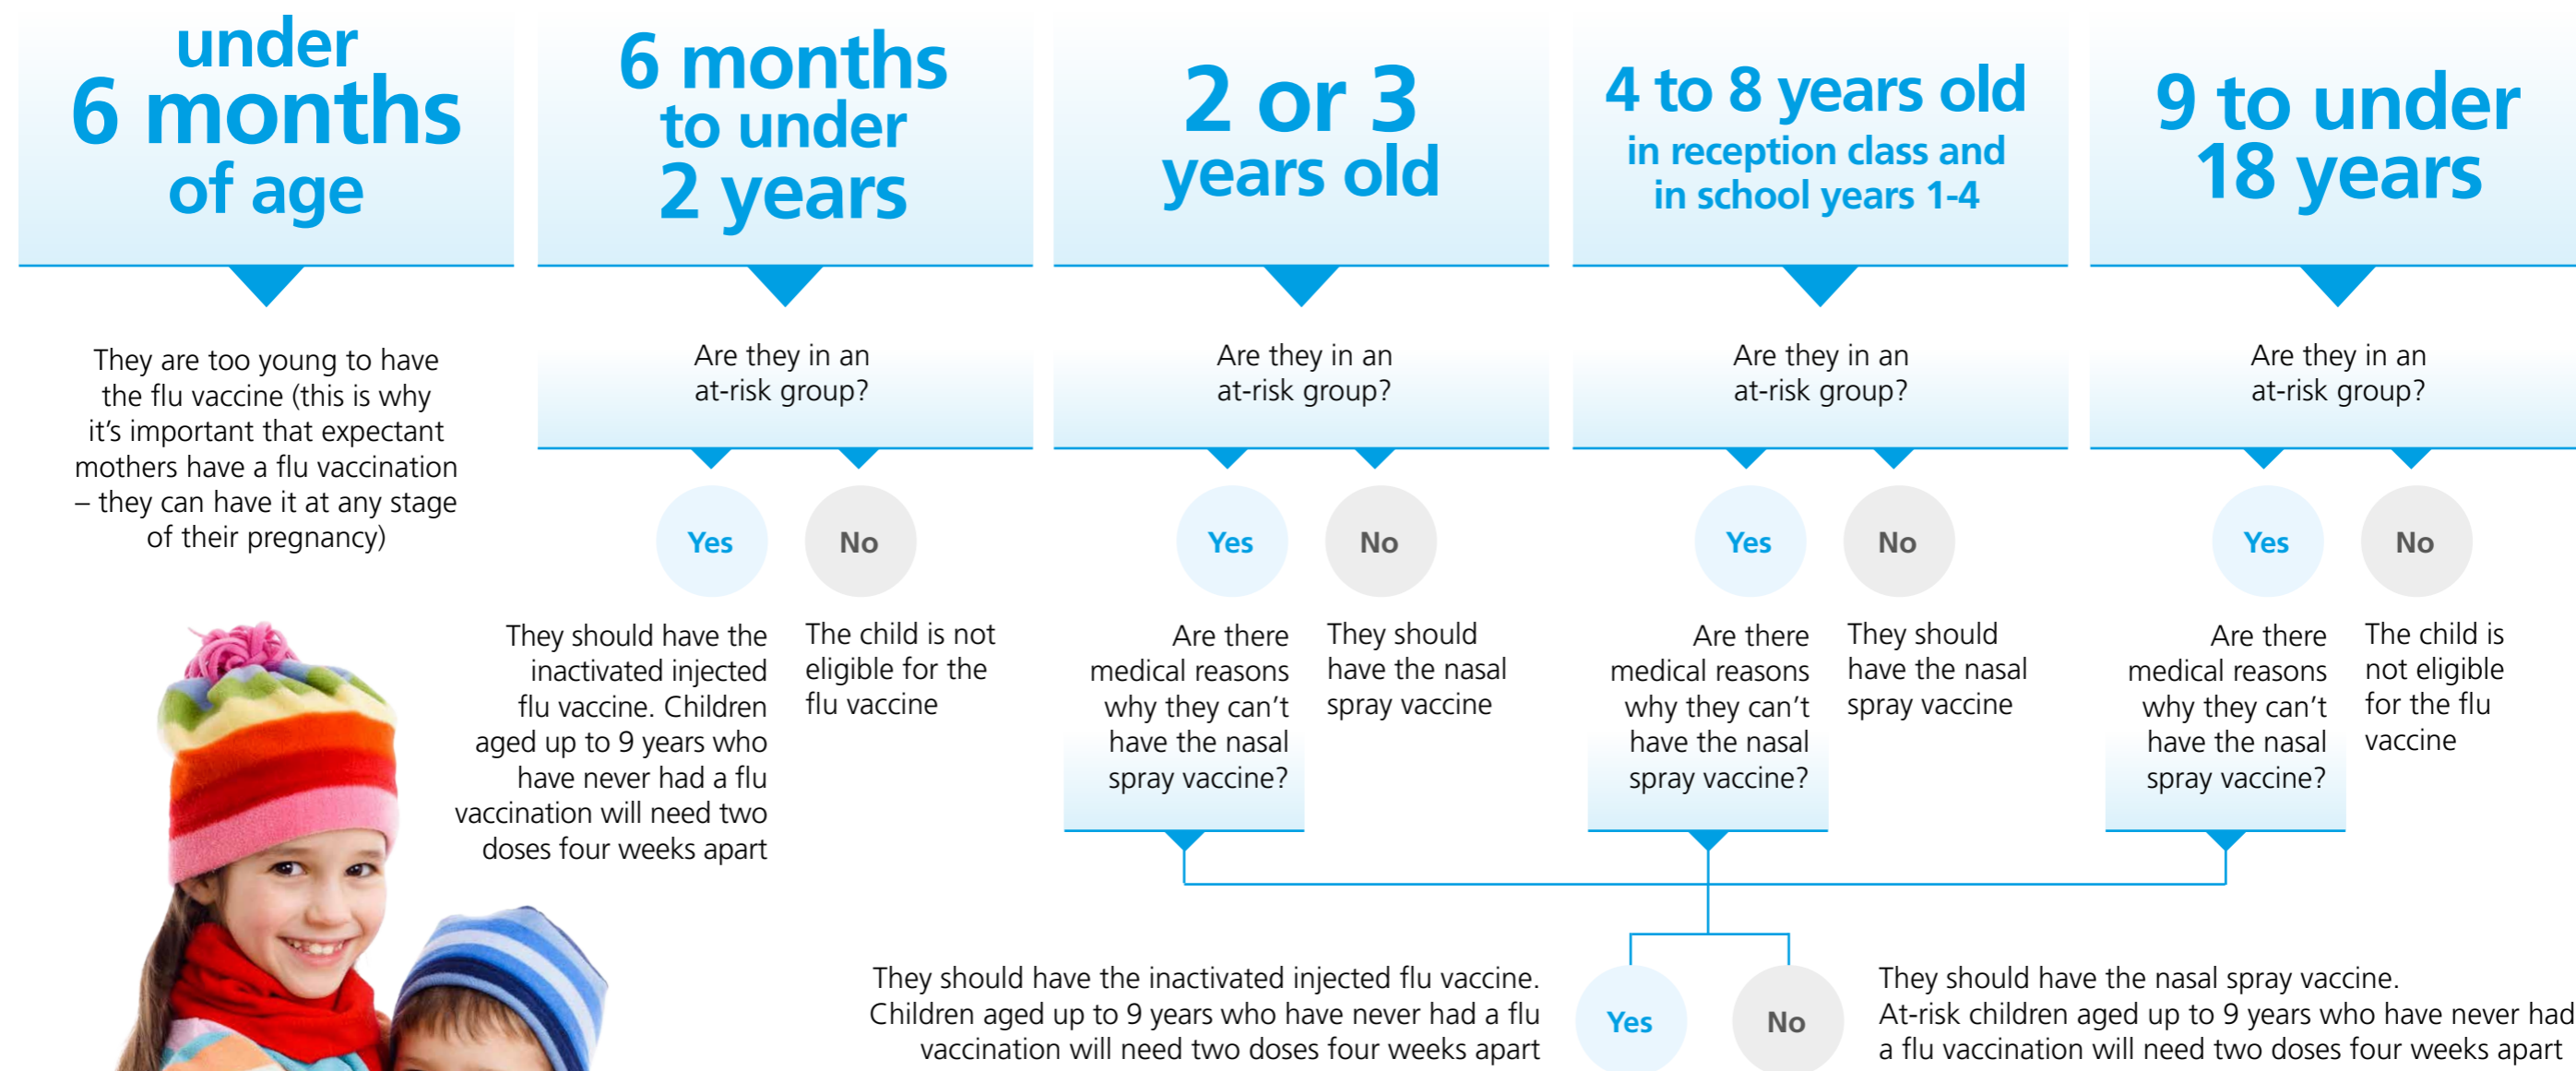 under
6 months
of age
6 months
to under
2 years
2 or 3
years old
4 to 8 years old
in reception class and
in school years 1-4
9 to under
18 years
They are too young to have
the flu vaccine (this is why
it’s important that expectant
mothers have a flu vaccination
– they can have it at any stage
of their pregnancy)
Are they in an
at-risk group?
Yes
No
They should have the
inactivated injected
flu vaccine. Children
aged up to 9 years who
have never had a flu
vaccination will need two
doses four weeks apart
The child is not
eligible for the
flu vaccine
Are they in an
at-risk group?
Yes
No
Are there
medical reasons
why they can’t
have the nasal
spray vaccine?
They should
have the nasal
spray vaccine
Are they in an
at-risk group?
Yes
No
Are there
medical reasons
why they can’t
have the nasal
spray vaccine?
They should
have the nasal
spray vaccine
Are they in an
at-risk group?
Yes
No
Are there
medical reasons
why they can’t
have the nasal
spray vaccine?
The child is
not eligible
for the flu
vaccine
They should have the inactivated injected flu vaccine.
Children aged up to 9 years who have never had a flu
vaccination will need two doses four weeks apart
Yes
No
They should have the nasal spray vaccine.
At-risk children aged up to 9 years who have never had
a flu vaccination will need two doses four weeks apart